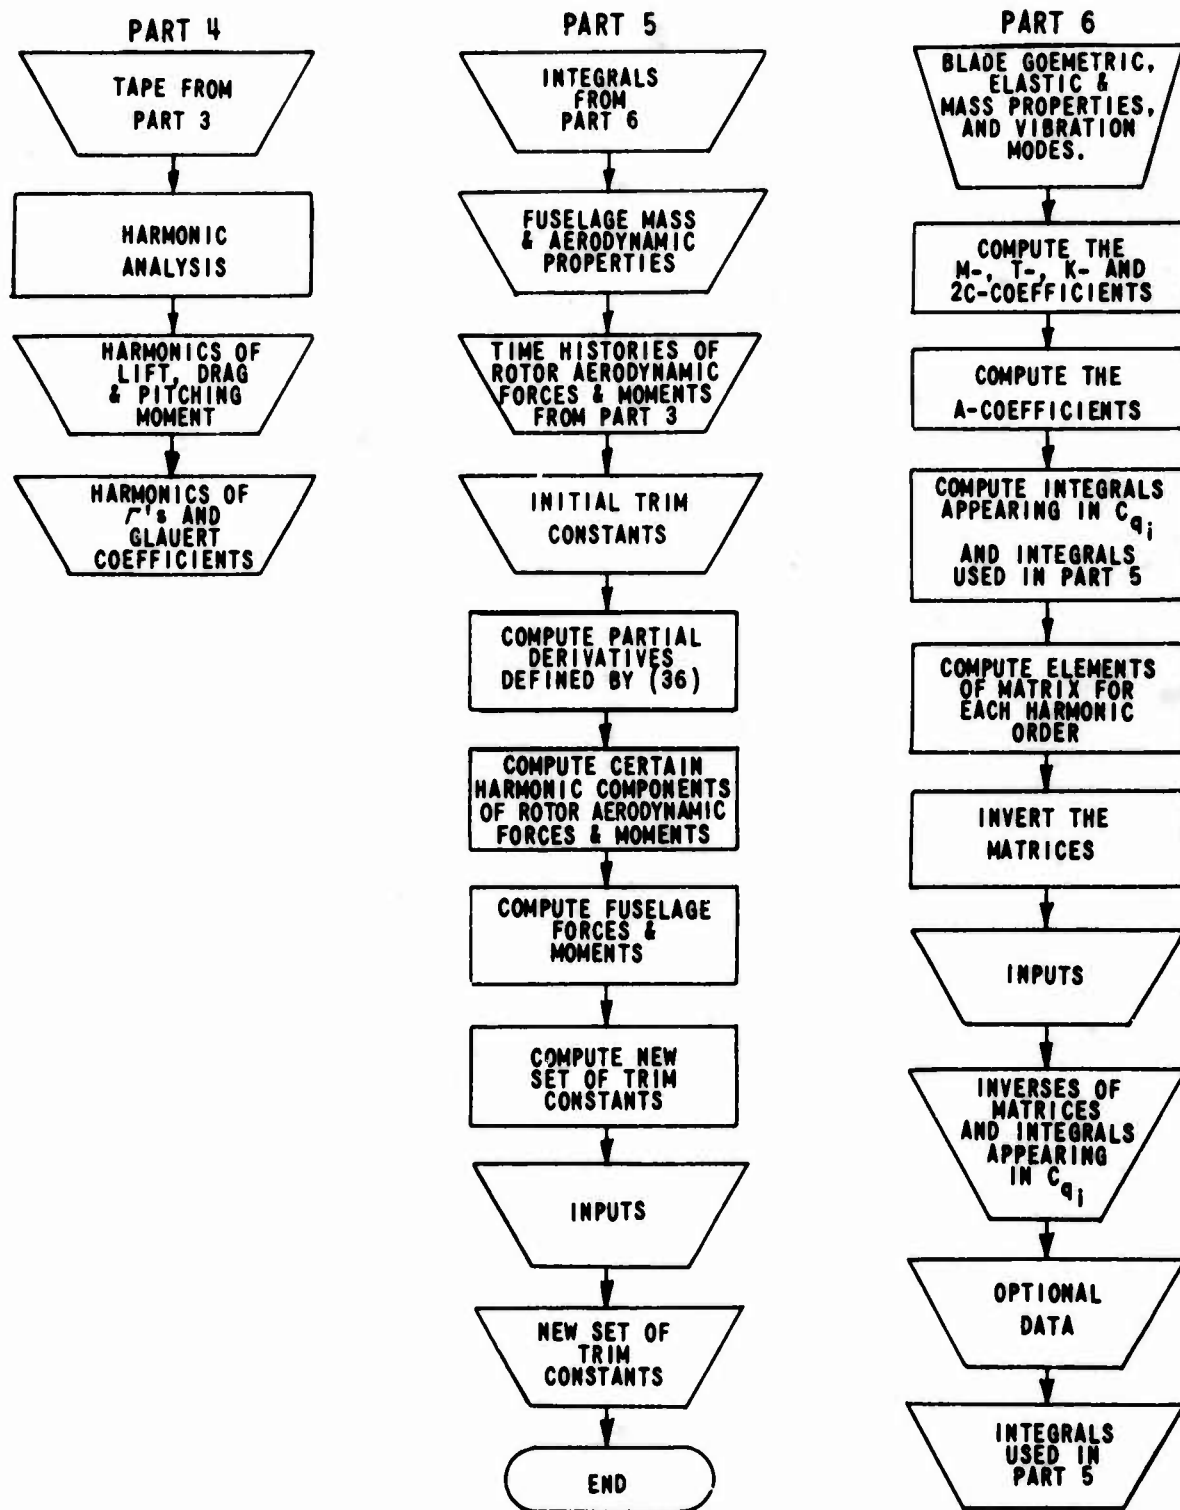 PART 4
TAPE FROM
PART 3
HARMONIC
ANALYSIS
HARMONICS OF
LIFT, DRAG
& PITCHING
MOMENT
HARMONICS OF
Γ's AND
GLAUERT
COEFFICIENTS
PART 5
INTEGRALS
FROM
PART 6
FUSELAGE MASS
& AERODYNAMIC
PROPERTIES
TIME HISTORIES OF
ROTOR AERODYNAMIC
FORCES & MOMENTS
FROM PART 3
INITIAL TRIM
CONSTANTS
COMPUTE PARTIAL
DERIVATIVES
DEFINED BY (36)
COMPUTE CERTAIN
HARMONIC COMPONENTS
OF ROTOR AERODYNAMIC
FORCES & MOMENTS
COMPUTE FUSELAGE
FORCES &
MOMENTS
COMPUTE NEW
SET OF TRIM
CONSTANTS
INPUTS
NEW SET OF
TRIM
CONSTANTS
END
PART 6
BLADE GOEMETRIC,
ELASTIC &
MASS PROPERTIES,
AND VIBRATION
MODES.
COMPUTE THE
M-, T-, K- AND
2C-COEFFICIENTS
COMPUTE THE
A-COEFFICIENTS
COMPUTE INTEGRALS
APPEARING IN C_{q_i}
AND INTEGRALS
USED IN PART 5
COMPUTE ELEMENTS
OF MATRIX FOR
EACH HARMONIC
ORDER
INVERT THE
MATRICES
INPUTS
INVERSES OF
MATRICES
AND INTEGRALS
APPEARING
IN C_{q_i}
OPTIONAL
DATA
INTEGRALS
USED IN
PART 5